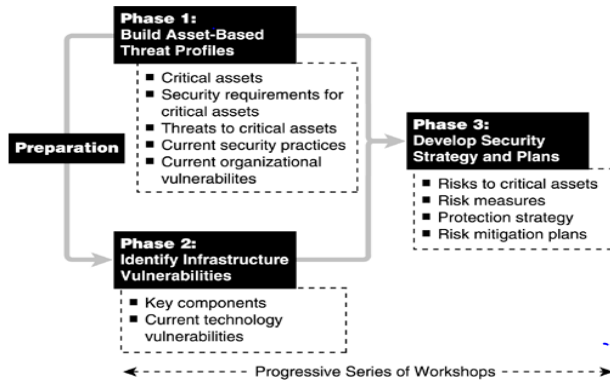 Phase 1:
Build Asset-Based
Threat Profiles
▪ Critical assets
▪ Security requirements for
critical assets
▪ Threats to critical assets
▪ Current security practices
▪ Current organizational
vulnerabilites
Preparation
Phase 2:
Identify Infrastructure
Vulnerabilities
▪ Key components
▪ Current technology
vulnerabilities
Phase 3:
Develop Security
Strategy and Plans
▪ Risks to critical assets
▪ Risk measures
▪ Protection strategy
▪ Risk mitigation plans
Progressive Series of Workshops